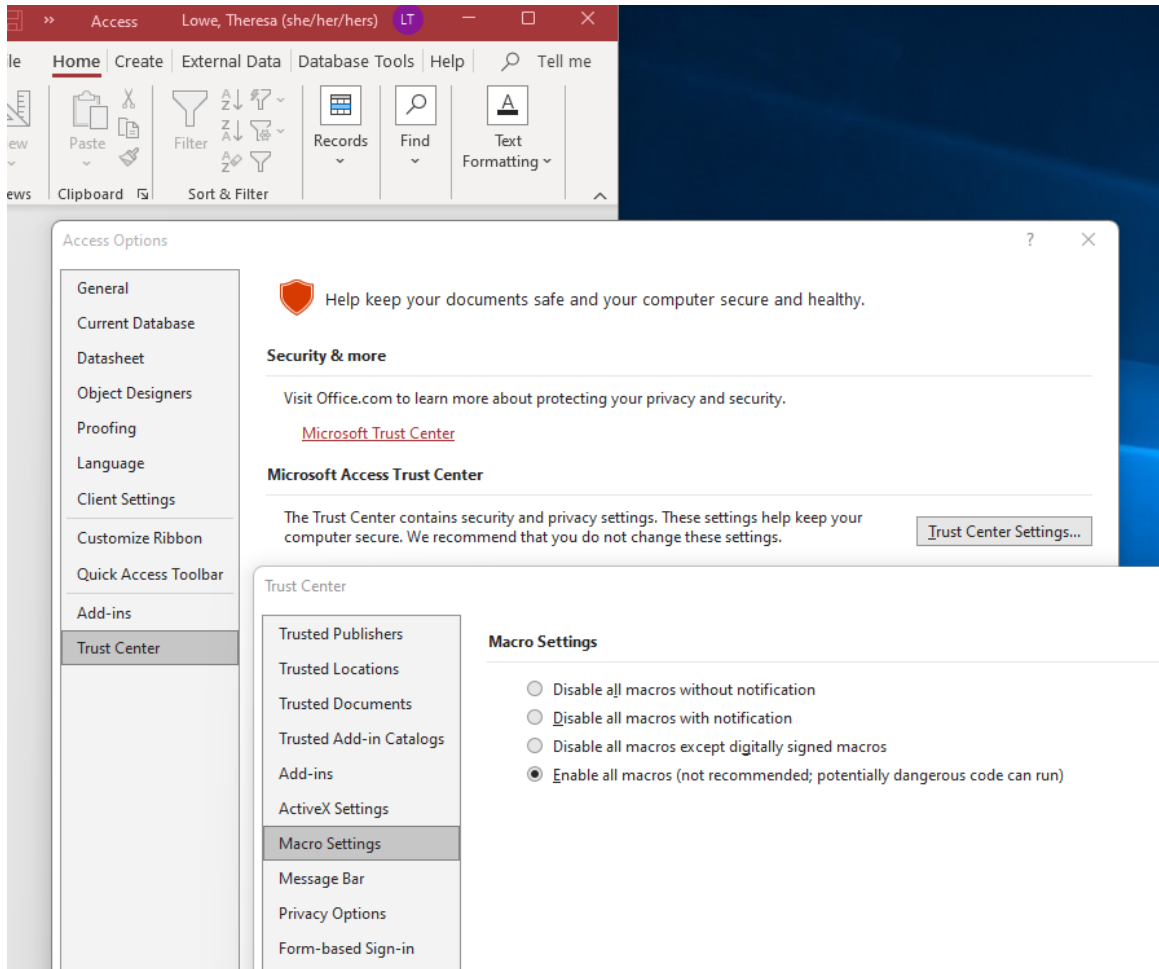 Access Lowe, Theresa (she/her/hers) LT
Home Create External Data Database Tools Help Tell me
Paste Filter Records Find Text
Formatting
Clipboard Sort & Filter
Access Options ?
General
Current Database
Datasheet
Object Designers
Proofing
Language
Client Settings
Customize Ribbon
Quick Access Toolbar
Add-ins
Trust Center
Help keep your documents safe and your computer secure and healthy.
Security & more
Visit Office.com to learn more about protecting your privacy and security.
Microsoft Trust Center
Microsoft Access Trust Center
The Trust Center contains security and privacy settings. These settings help keep your
computer secure. We recommend that you do not change these settings.
Trust Center Settings...
Trust Center
Trusted Publishers
Trusted Locations
Trusted Documents
Trusted Add-in Catalogs
Add-ins
ActiveX Settings
Macro Settings
Message Bar
Privacy Options
Form-based Sign-in
Macro Settings
Disable all macros without notification
Disable all macros with notification
Disable all macros except digitally signed macros
Enable all macros (not recommended; potentially dangerous code can run)